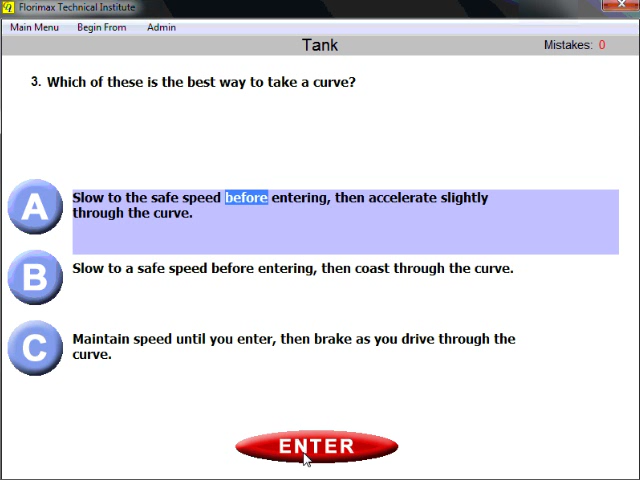 Florimax Technical Institute
Main Menu Begin From Admin
Tank Mistakes: 0
3. Which of these is the best way to take a curve?
A Slow to the safe speed before entering, then accelerate slightly
through the curve.
B Slow to a safe speed before entering, then coast through the curve.
C Maintain speed until you enter, then brake as you drive through the
curve.
ENTER